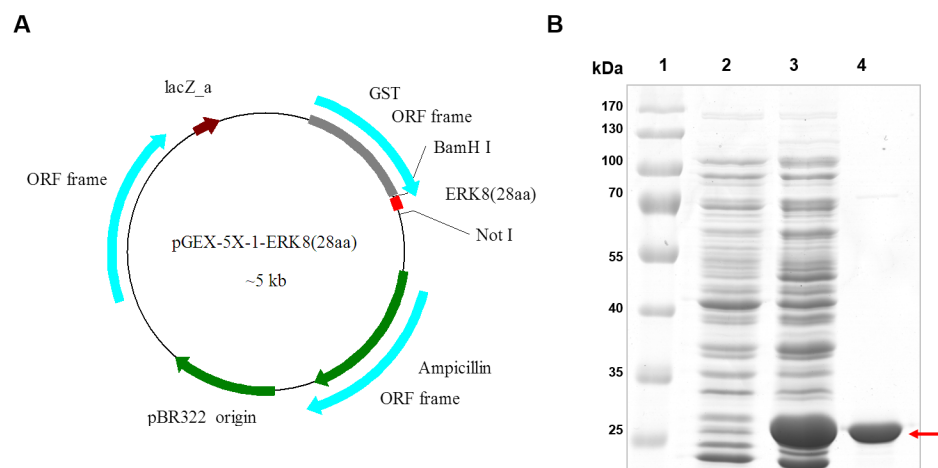 A
lacZ_a
GST
ORF frame
BamH I
ORF frame
ERK8(28aa)
Not I
pGEX-5X-1-ERK8(28aa)
~5 kb
Ampicillin
ORF frame
pBR322 origin
B
kDa 1 2 3 4
170
130
100
70
55
40
35
25